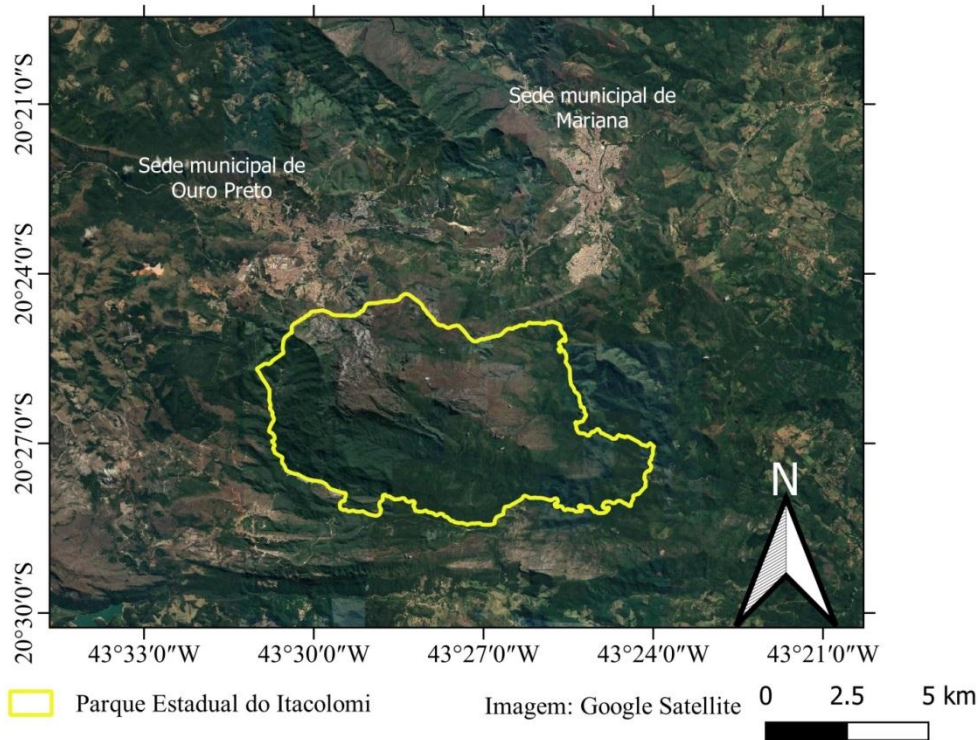 Sede municipal de
Mariana
Sede municipal de
Ouro Preto
20°21'0"S
20°24'0"S
20°27'0"S
20°30'0"S
N
43°33'0"W 43°30'0"W 43°27'0"W 43°24'0"W 43°21'0"W
Parque Estadual do Itacolomi Imagem: Google Satellite 0 2.5 5 km